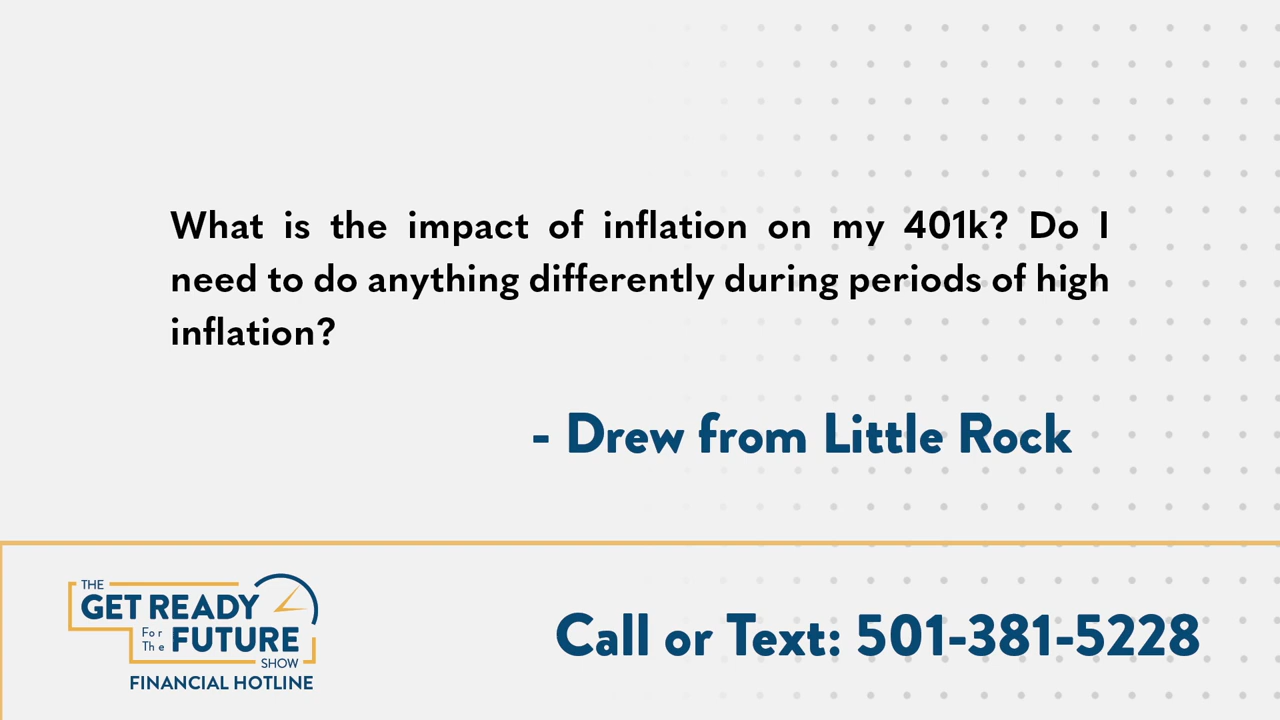 What is the impact of inflation on my 401k? Do I
need to do anything differently during periods of high
inflation?
- Drew from Little Rock
THE
GET READY
For
The
FUTURE
SHOW
FINANCIAL HOTLINE
Call or Text: 501-381-5228